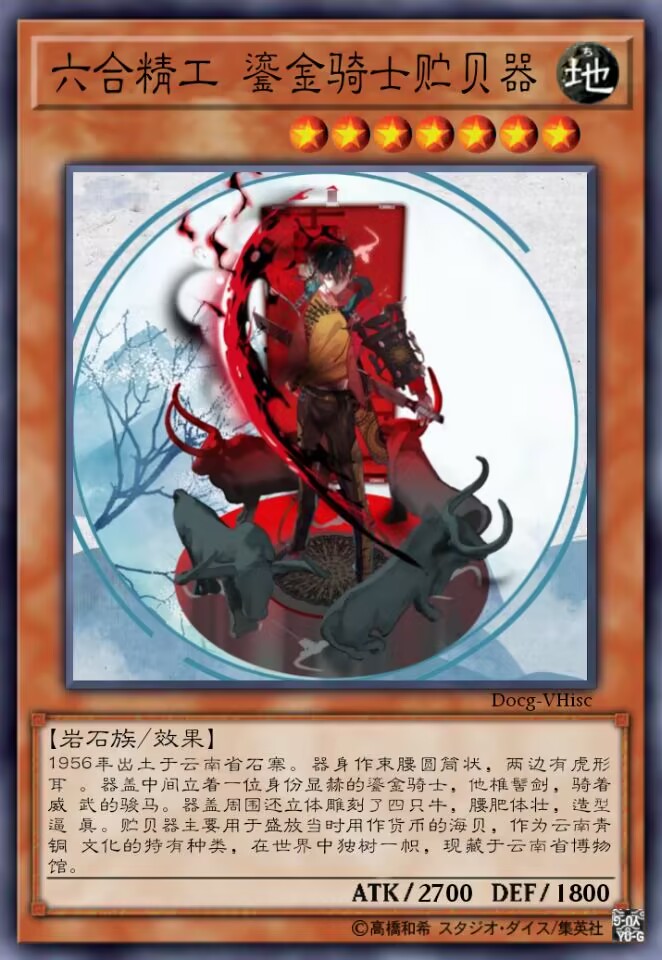 六合精工 鎏金骑士贮贝器
ち
地
Docg-VHisc
【岩石族/效果】
1956年出土于云南省石寨。器身作束腰圆筒状，两边有虎形
耳 。器盖中间立着一位身份显赫的鎏金骑士，他椎髻剑，骑着
威 武的骏马。器盖周围还立体雕刻了四只牛，腰肥体壮，造型
逼 真。贮贝器主要用于盛放当时用作货币的海贝，作为云南青
铜 文化的特有种类，在世界中独树一帜，现藏于云南省博物
馆。
ATK/2700 DEF/1800
©高橋和希 スタジオ・ダイス/集英社